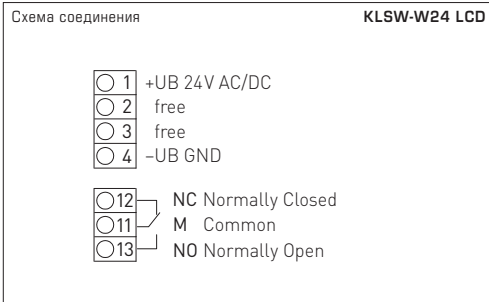 Схема соединения KLSW-W24 LCD
1 +UB 24V AC/DC
2 free
3 free
4 –UB GND
12 NC Normally Closed
11 M Common
13 NO Normally Open